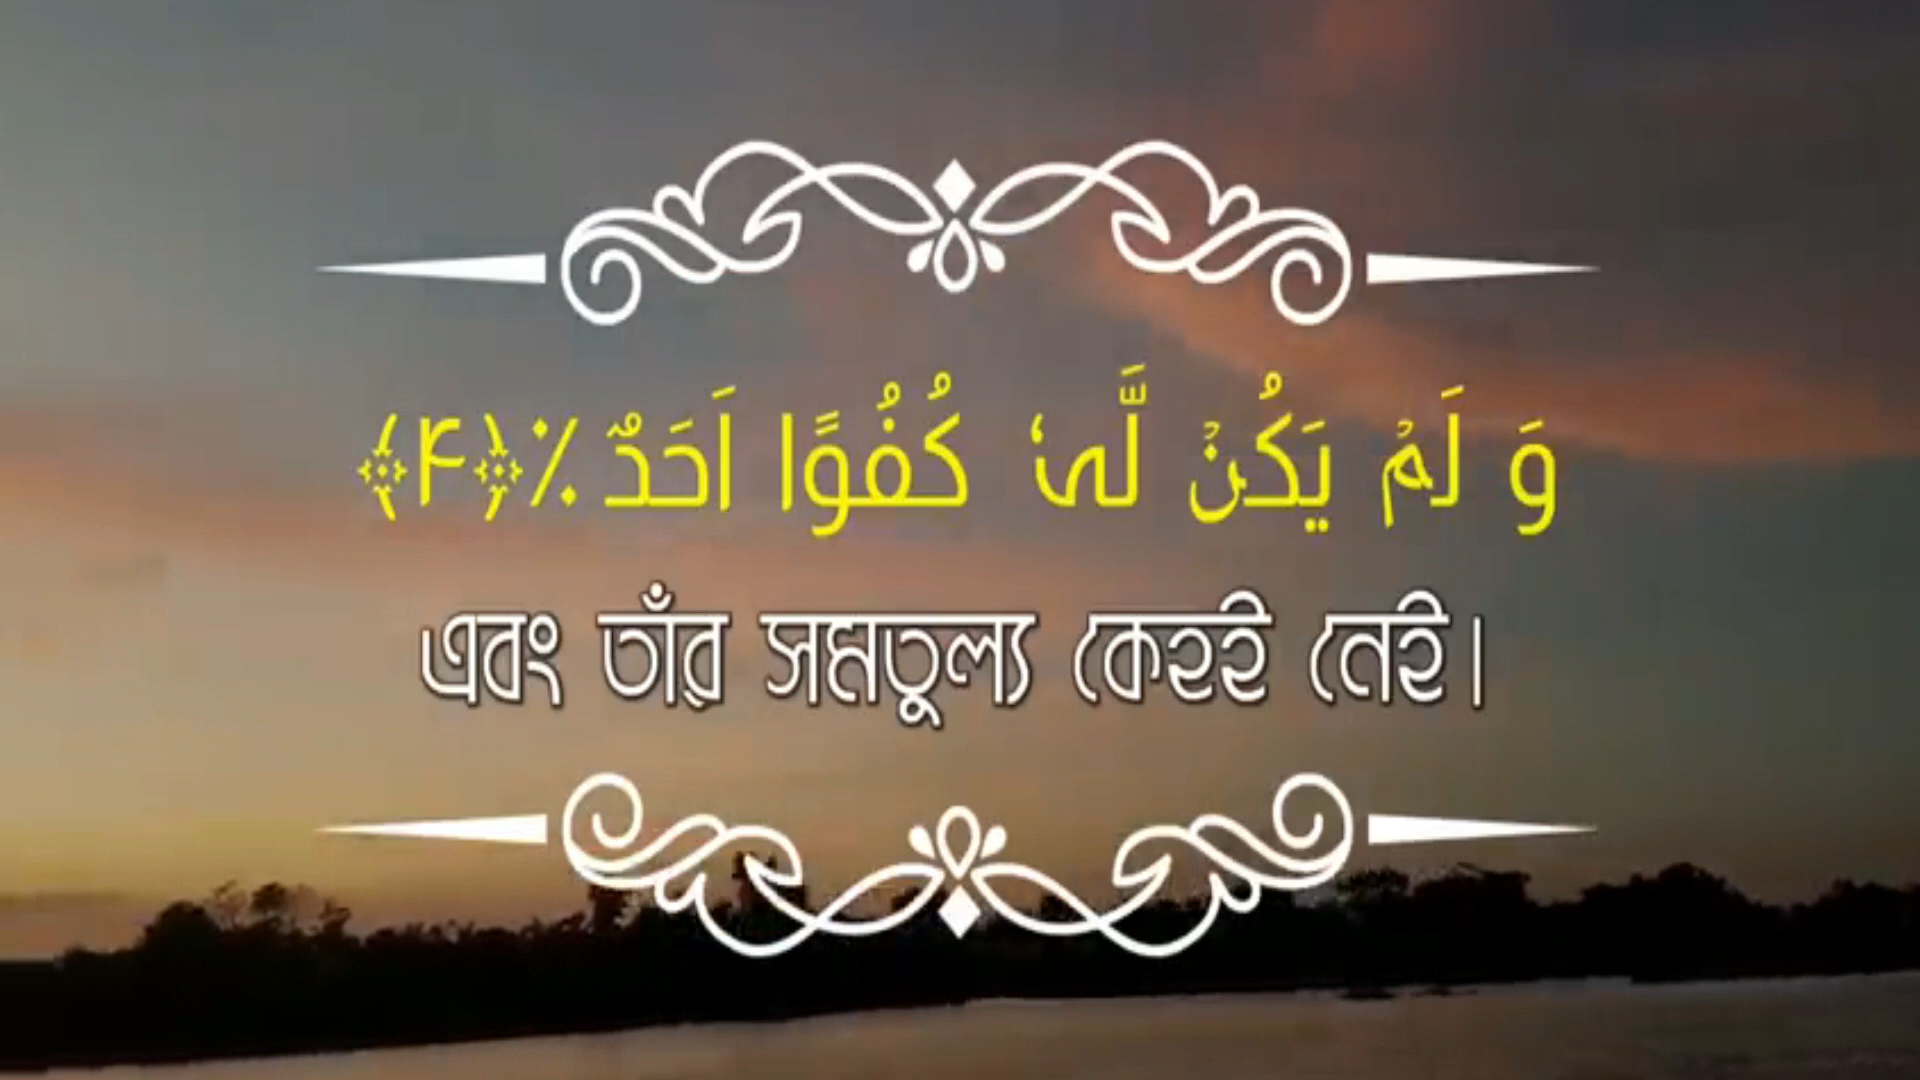 وَ لَمۡ یَکُنۡ لَّہٗ کُفُوًا اَحَدٌ ٪﴿۴﴾
এবং তাঁর সমতুল্য কেহই নেই।